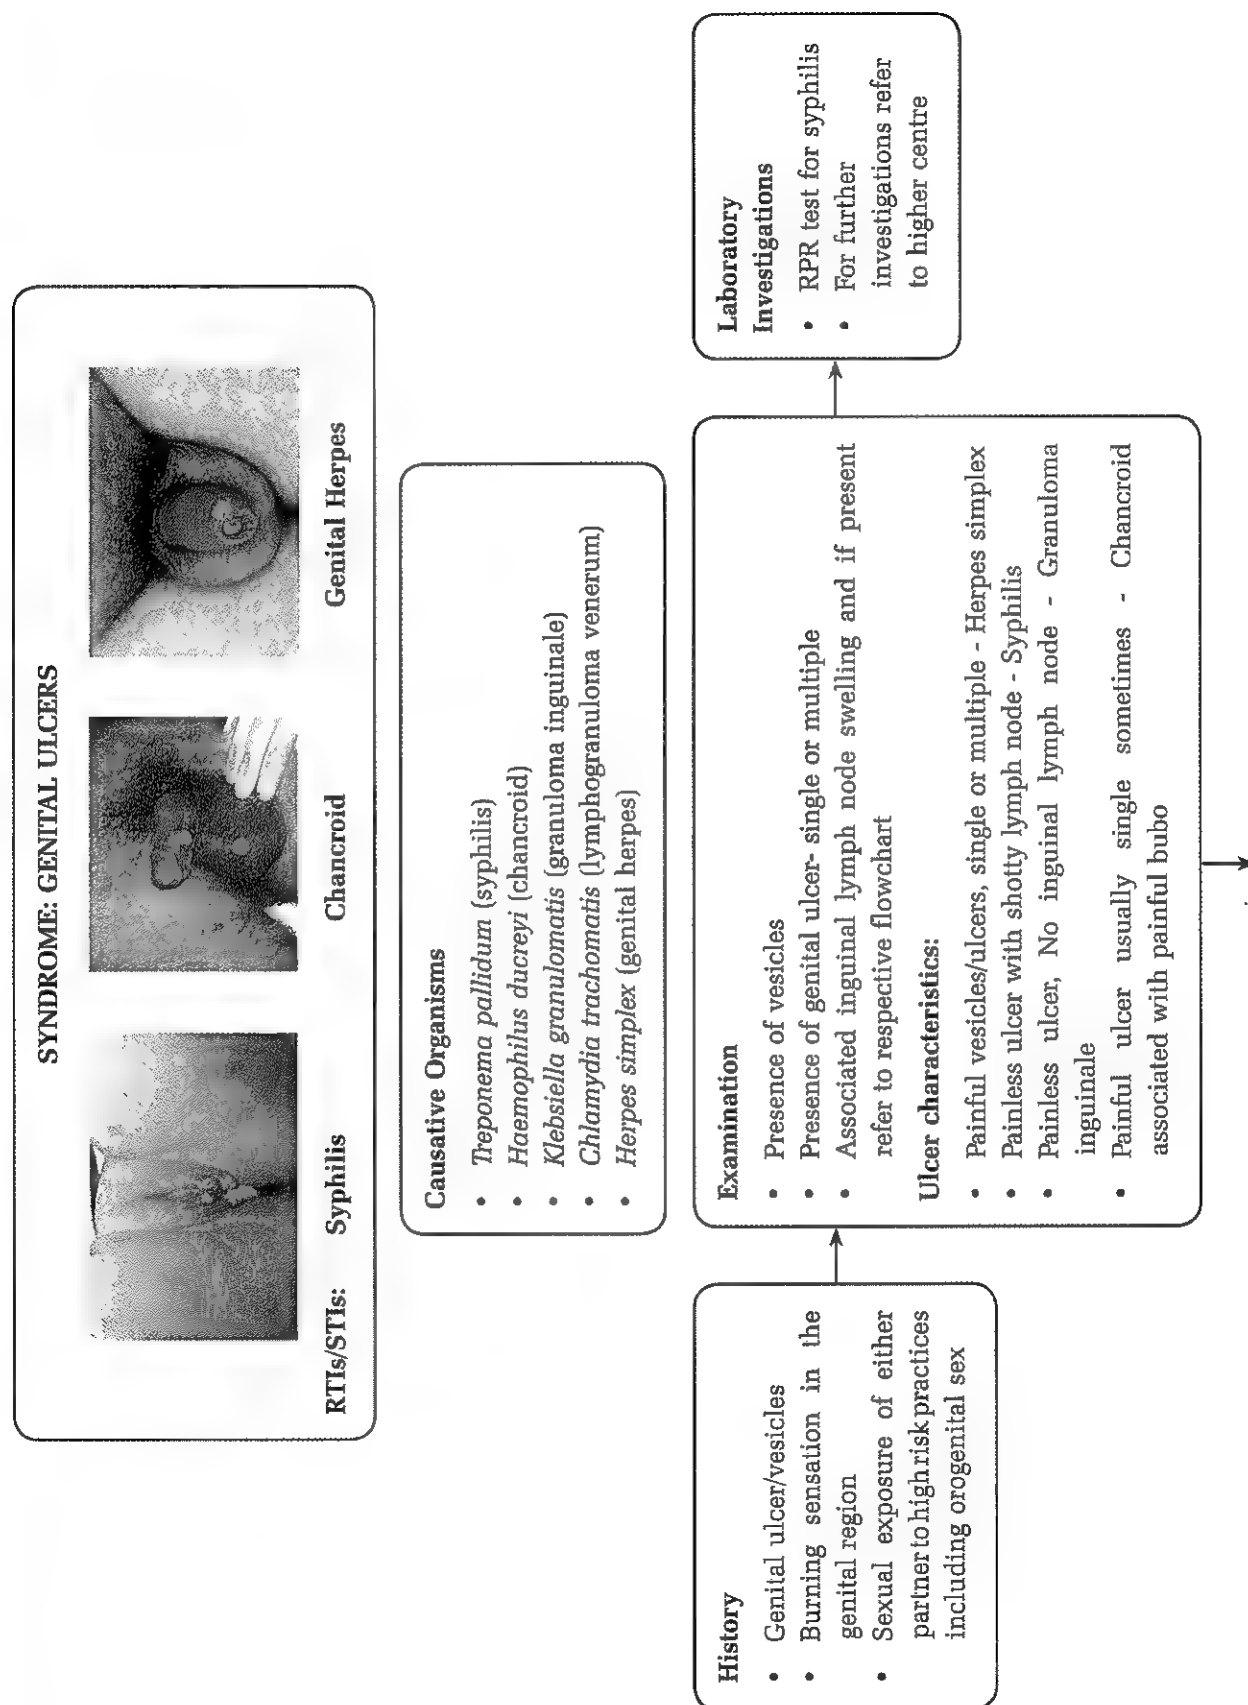 SYNDROME: GENITAL ULCERS
RTIs/STIs: Syphilis Chancroid Genital Herpes
Causative Organisms
• Treponema pallidum (syphilis)
• Haemophilus ducreyi (chancroid)
• Klebsiella granulomatis (granuloma inguinale)
• Chlamydia trachomatis (lymphogranuloma venerum)
• Herpes simplex (genital herpes)
History
• Genital ulcer/vesicles
• Burning sensation in the
genital region
• Sexual exposure of either
partner to high risk practices
including orogenital sex
Examination
• Presence of vesicles
• Presence of genital ulcer- single or multiple
• Associated inguinal lymph node swelling and if present
refer to respective flowchart
Ulcer characteristics:
• Painful vesicles/ulcers, single or multiple - Herpes simplex
• Painless ulcer with shotty lymph node - Syphilis
• Painless ulcer, No inguinal lymph node - Granuloma
inguinale
• Painful ulcer usually single sometimes - Chancroid
associated with painful bubo
Laboratory
Investigations
• RPR test for syphilis
• For further
investigations refer
to higher centre